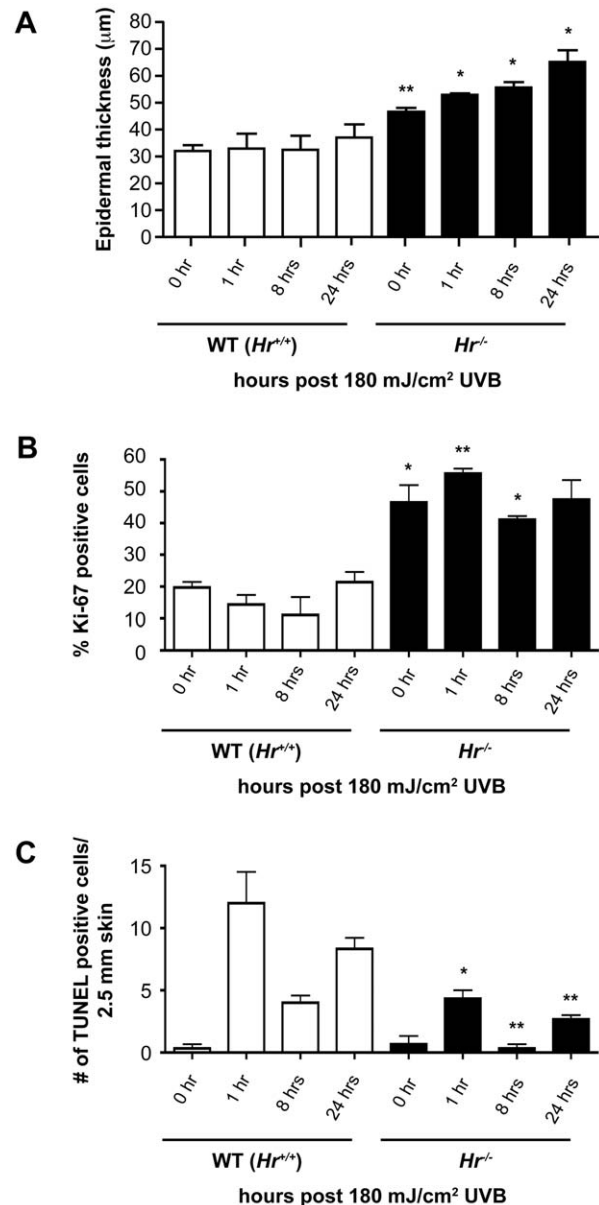 A
Epidermal thickness (μm)
80
70
60
50
40
30
20
10
0
** * * *
0 hr 1 hr 8 hrs 24 hrs 0 hr 1 hr 8 hrs 24 hrs
WT (Hr+/+) Hr-/-
hours post 180 mJ/cm² UVB
B
% Ki-67 positive cells
60
50
40
30
20
10
0
* ** *
0 hr 1 hr 8 hrs 24 hrs 0 hr 1 hr 8 hrs 24 hrs
WT (Hr+/+) Hr-/-
hours post 180 mJ/cm² UVB
C
# of TUNEL positive cells/
2.5 mm skin
15
10
5
0
* ** **
0 hr 1 hr 8 hrs 24 hrs 0 hr 1 hr 8 hrs 24 hrs
WT (Hr+/+) Hr-/-
hours post 180 mJ/cm² UVB